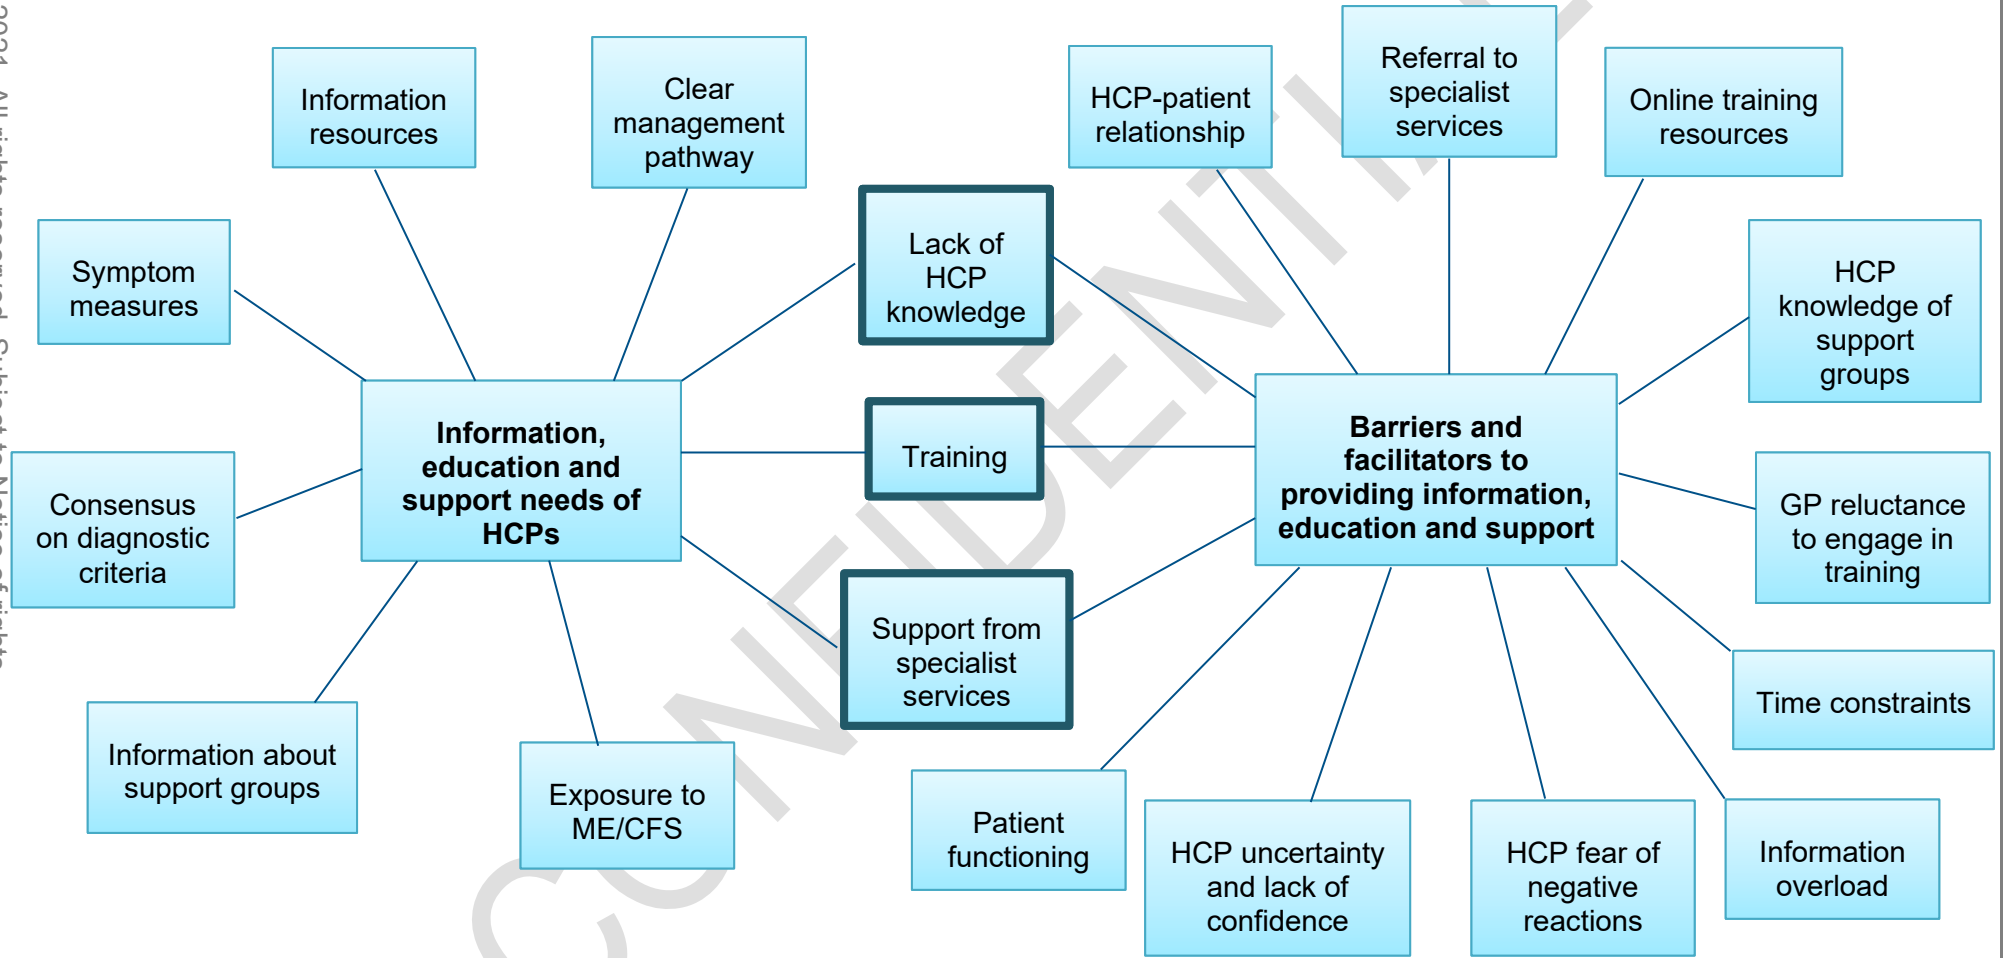 Information
resources
Clear
management
pathway
HCP-patient
relationship
Referral to
specialist
services
Online training
resources
Symptom
measures
Lack of
HCP
knowledge
HCP
knowledge of
support
groups
Information,
education and
support needs of
HCPs
Training
Barriers and
facilitators to
providing information,
education and support
Consensus
on diagnostic
criteria
GP reluctance
to engage in
training
Support from
specialist
services
Time constraints
Information about
support groups
Exposure to
ME/CFS
Patient
functioning
HCP uncertainty
and lack of
confidence
HCP fear of
negative
reactions
Information
overload
CONFIDENTIAL